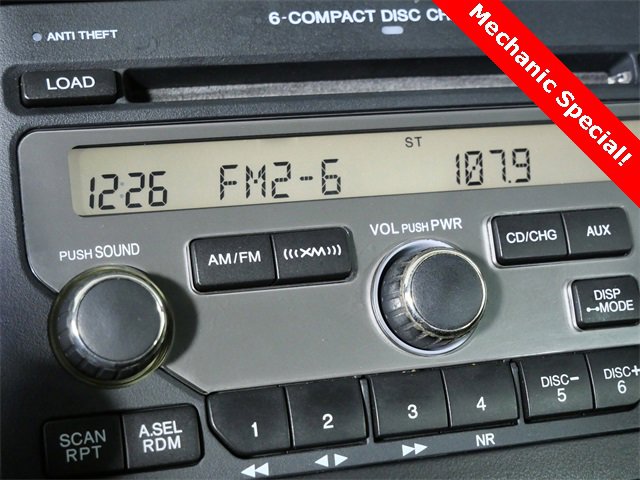 6-COMPACT DISC
Mechanic Special!
ANTI THEFT
LOAD
ST
12:26 FM2-6 107.9
PUSH SOUND
VOL PUSH PWR
AM/FM
(((XM)))
CD/CHG
AUX
DISP
MODE
1
2
3
4
DISC-
5
DISC+
6
NR
SCAN
RPT
A.SEL
RDM